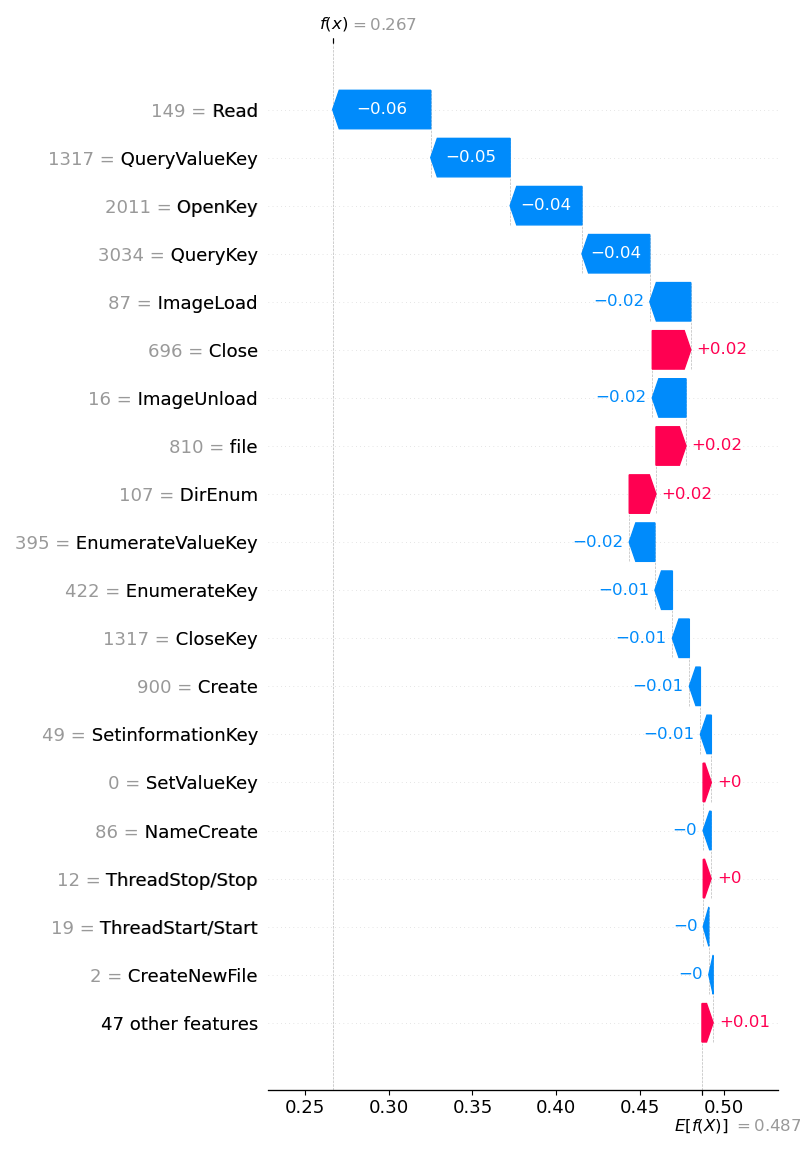 f(x) = 0.267
149 = Read −0.06
1317 = QueryValueKey −0.05
2011 = OpenKey −0.04
3034 = QueryKey −0.04
87 = ImageLoad −0.02
696 = Close +0.02
16 = ImageUnload −0.02
810 = file +0.02
107 = DirEnum +0.02
395 = EnumerateValueKey −0.02
422 = EnumerateKey −0.01
1317 = CloseKey −0.01
900 = Create −0.01
49 = SetinformationKey −0.01
0 = SetValueKey +0
86 = NameCreate −0
12 = ThreadStop/Stop +0
19 = ThreadStart/Start −0
2 = CreateNewFile −0
47 other features +0.01
0.25 0.30 0.35 0.40 0.45 0.50
E[f(X)] = 0.487